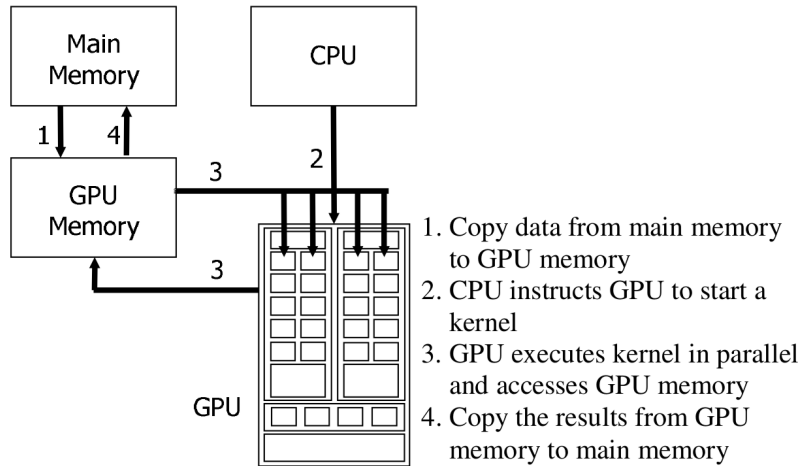 Main
Memory
CPU
1
4
2
3
GPU
Memory
3
GPU
1. Copy data from main memory
to GPU memory
2. CPU instructs GPU to start a
kernel
3. GPU executes kernel in parallel
and accesses GPU memory
4. Copy the results from GPU
memory to main memory